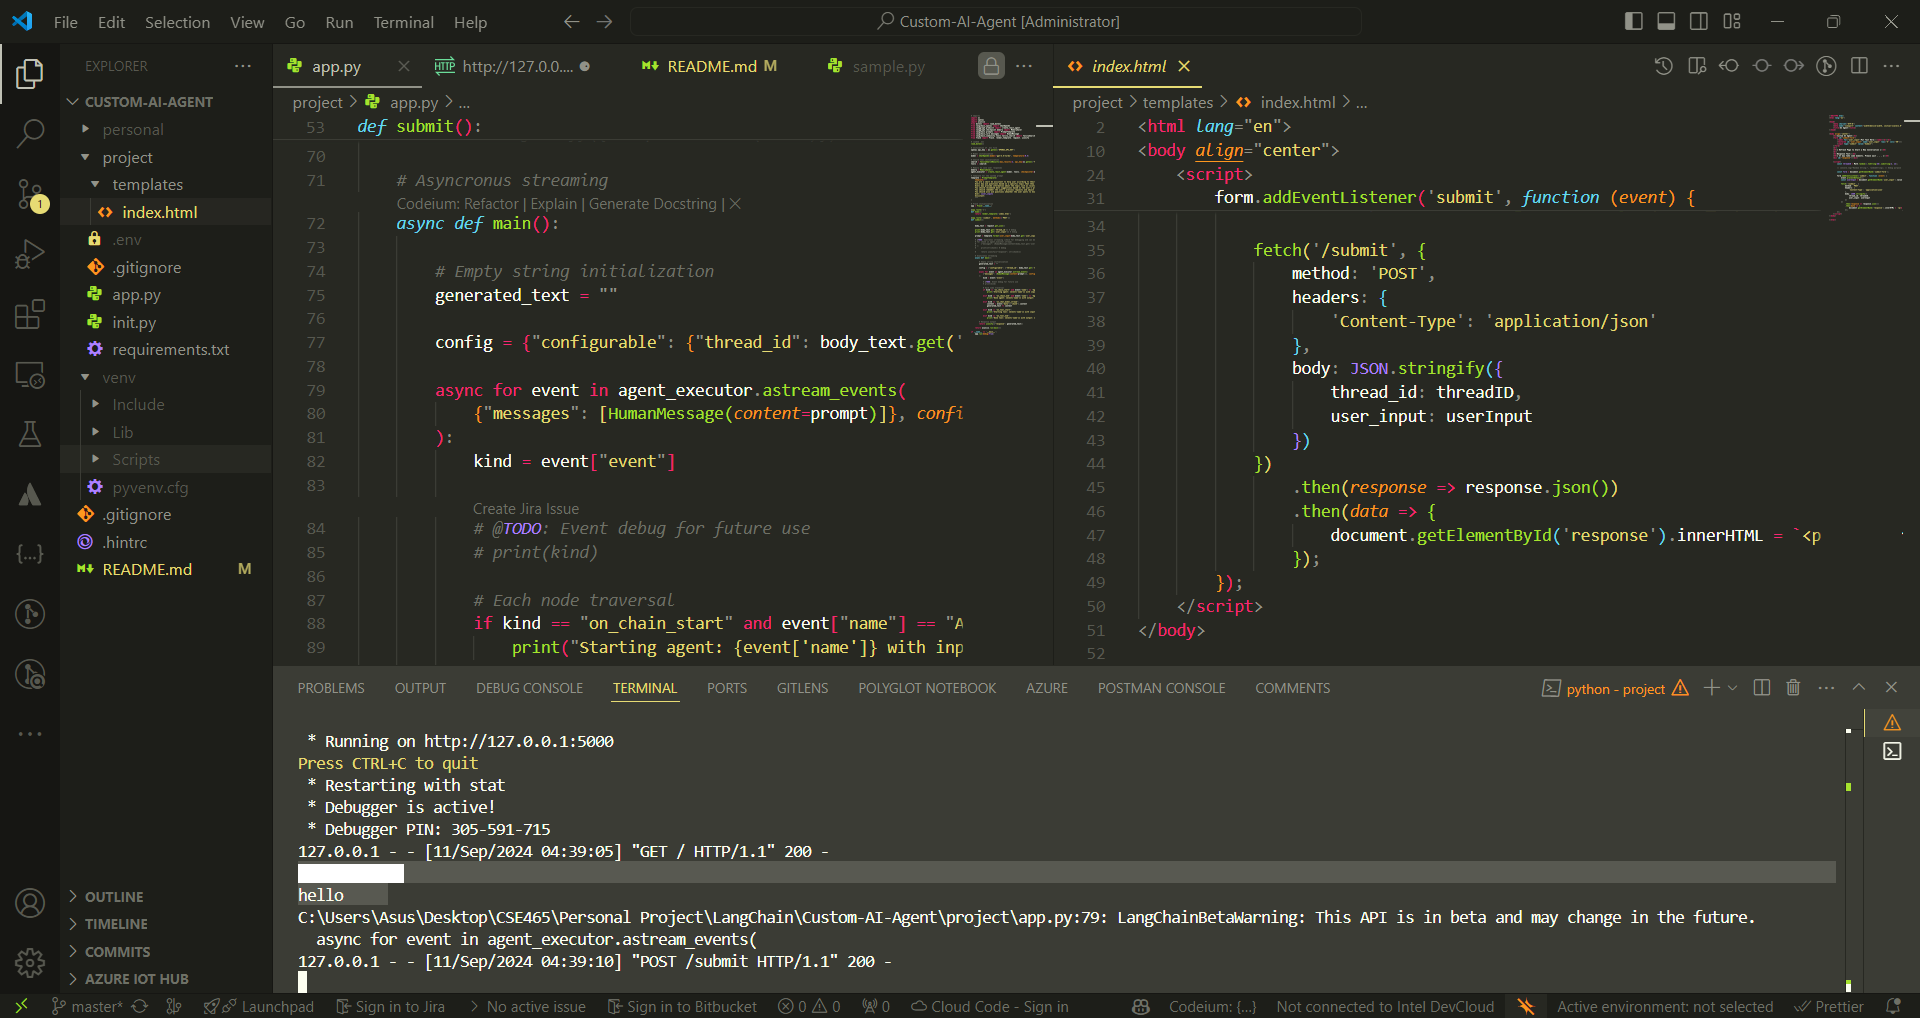 File Edit Selection View Go Run Terminal Help
Custom-AI-Agent [Administrator]
EXPLORER
CUSTOM-AI-AGENT
personal
project
templates
index.html
.env
.gitignore
app.py
init.py
requirements.txt
venv
Include
Lib
Scripts
pyvenv.cfg
.gitignore
.hintrc
README.md M
OUTLINE
TIMELINE
COMMITS
AZURE IOT HUB
1
app.py
HTTP http://127.0.0....
README.md M
sample.py
project > app.py > ...
53 def submit():
70
71 # Asyncronus streaming
Codeium: Refactor | Explain | Generate Docstring | X
72 async def main():
73
74 # Empty string initialization
75 generated_text = ""
76
77 config = {"configurable": {"thread_id": body_text.get('
78
79 async for event in agent_executor.astream_events(
80 {"messages": [HumanMessage(content=prompt)]}, confi
81 ):
82 kind = event["event"]
83
Create Jira Issue
84 # @TODO: Event debug for future use
85 # print(kind)
86
87 # Each node traversal
88 if kind == "on_chain_start" and event["name"] == "A
89 print("Starting agent: {event['name']} with inp
index.html
project > templates > index.html > ...
2 <html lang="en">
10 <body align="center">
24 <script>
31 form.addEventListener('submit', function (event) {
34
35 fetch('/submit', {
36 method: 'POST',
37 headers: {
38 'Content-Type': 'application/json'
39 },
40 body: JSON.stringify({
41 thread_id: threadID,
42 user_input: userInput
43 })
44 })
45 .then(response => response.json())
46 .then(data => {
47 document.getElementById('response').innerHTML = `<p
48 });
49 });
50 </script>
51 </body>
52
PROBLEMS OUTPUT DEBUG CONSOLE TERMINAL PORTS GITLENS POLYGLOT NOTEBOOK AZURE POSTMAN CONSOLE COMMENTS
python - project
* Running on http://127.0.0.1:5000
Press CTRL+C to quit
* Restarting with stat
* Debugger is active!
* Debugger PIN: 305-591-715
127.0.0.1 - - [11/Sep/2024 04:39:05] "GET / HTTP/1.1" 200 -
hello
C:\Users\Asus\Desktop\CSE465\Personal Project\LangChain\Custom-AI-Agent\project\app.py:79: LangChainBetaWarning: This API is in beta and may change in the future.
async for event in agent_executor.astream_events(
127.0.0.1 - - [11/Sep/2024 04:39:10] "POST /submit HTTP/1.1" 200 -
master* Launchpad Sign in to Jira No active issue Sign in to Bitbucket 0 0 0 Cloud Code - Sign in Codeium: {...} Not connected to Intel DevCloud Active environment: not selected Prettier